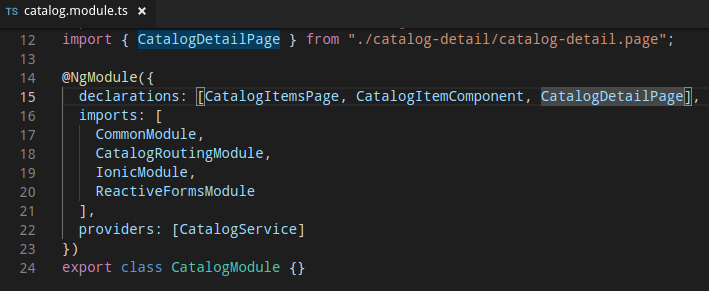 TS catalog.module.ts ×
12 import { CatalogDetailPage } from "./catalog-detail/catalog-detail.page";
13
14 @NgModule({
15   declarations: [CatalogItemsPage, CatalogItemComponent, CatalogDetailPage],
16   imports: [
17     CommonModule,
18     CatalogRoutingModule,
19     IonicModule,
20     ReactiveFormsModule
21   ],
22   providers: [CatalogService]
23 })
24 export class CatalogModule {}